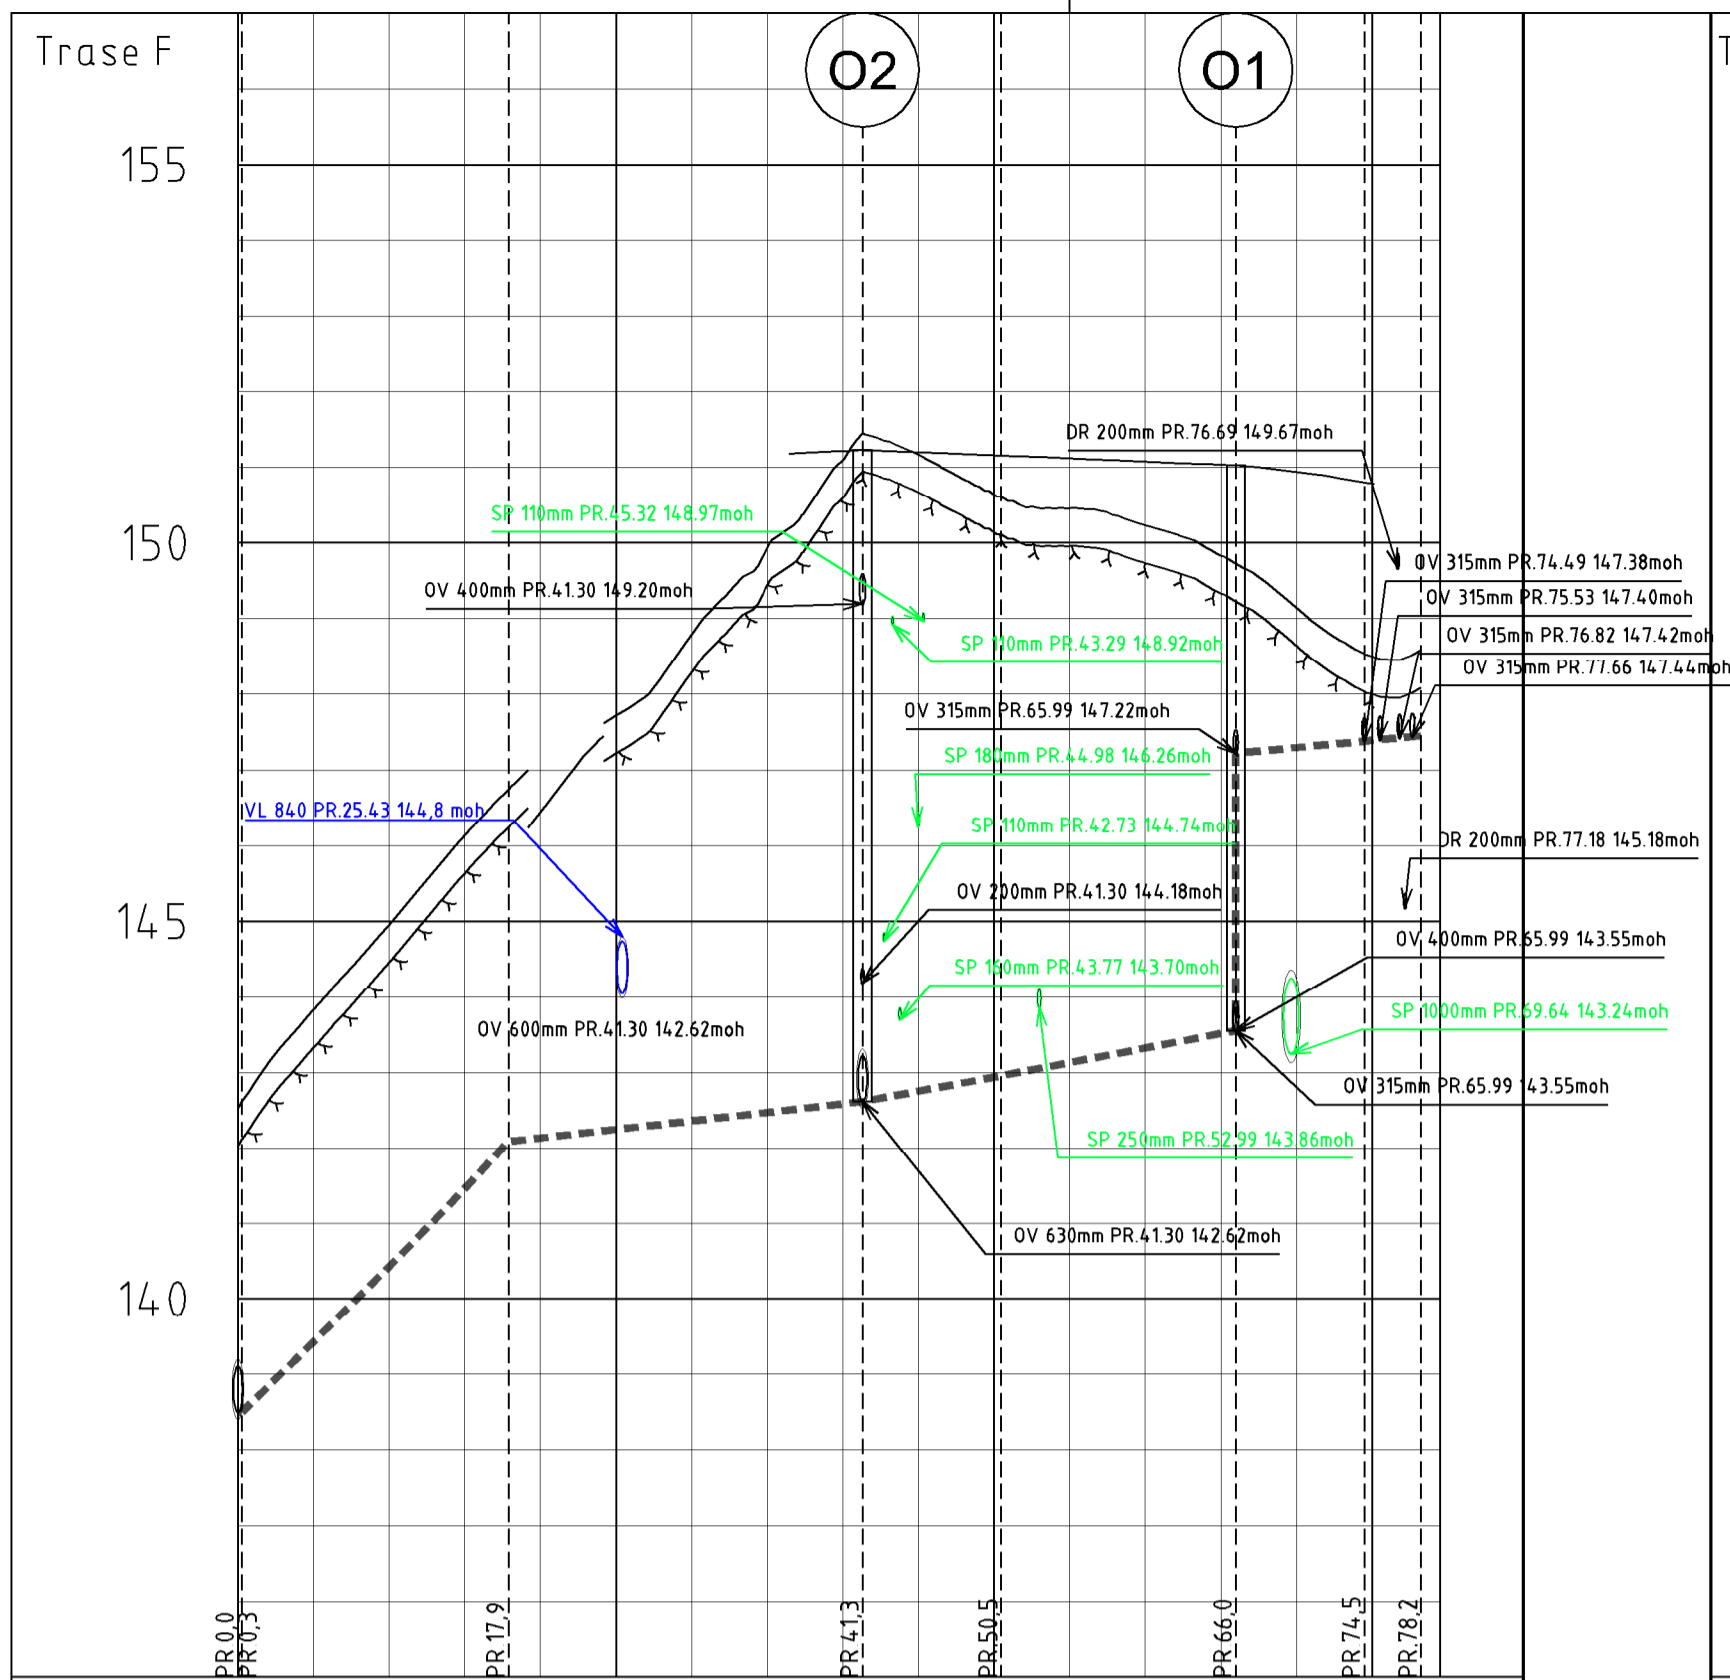 Trase F
T
O2
O1
155
DR 200mm PR.76.69 149.67moh
SP 110mm PR.45.32 148.97moh
150
OV 315mm PR.74.49 147.38moh
OV 400mm PR.41.30 149.20moh
OV 315mm PR.75.53 147.40moh
OV 315mm PR.76.82 147.42moh
SP 110mm PR.43.29 148.92moh
OV 315mm PR.77.66 147.44moh
OV 315mm PR.65.99 147.22moh
SP 180mm PR.44.98 146.26moh
VL 840 PR.25.43 144,8 moh
SP 110mm PR.42.73 144.74moh
DR 200mm PR.77.18 145.18moh
OV 200mm PR.41.30 144.18moh
145
OV 400mm PR.65.99 143.55moh
SP 160mm PR.43.77 143.70moh
SP 1000mm PR.69.64 143.24moh
OV 600mm PR.41.30 142.62moh
OV 315mm PR.65.99 143.55moh
SP 250mm PR.52.99 143.86moh
OV 630mm PR.41.30 142.62moh
140
PR 0,0
PR 0,3
PR 17,9
PR 41,3
PR.50,5
PR 66,0
PR 74,5
PR.78,2